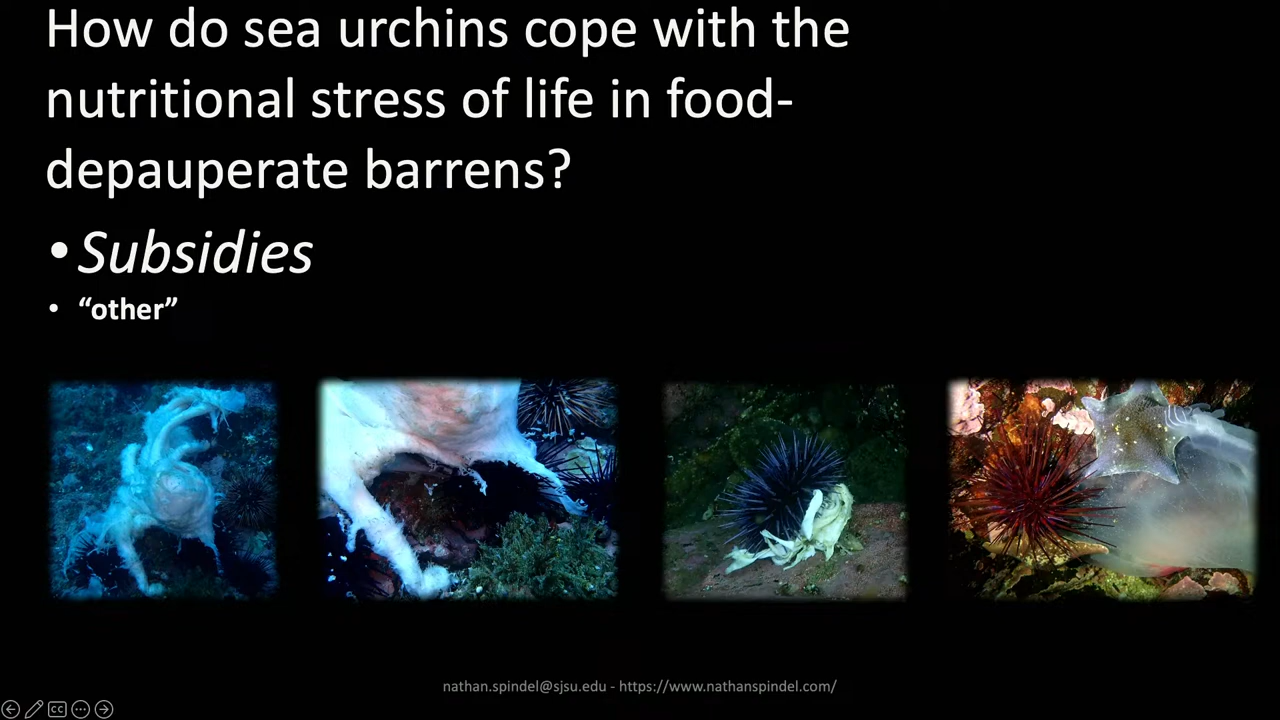 How do sea urchins cope with the
nutritional stress of life in food-
depauperate barrens?
• Subsidies
• “other”
nathan.spindel@sjsu.edu - https://www.nathanspindel.com/
CC